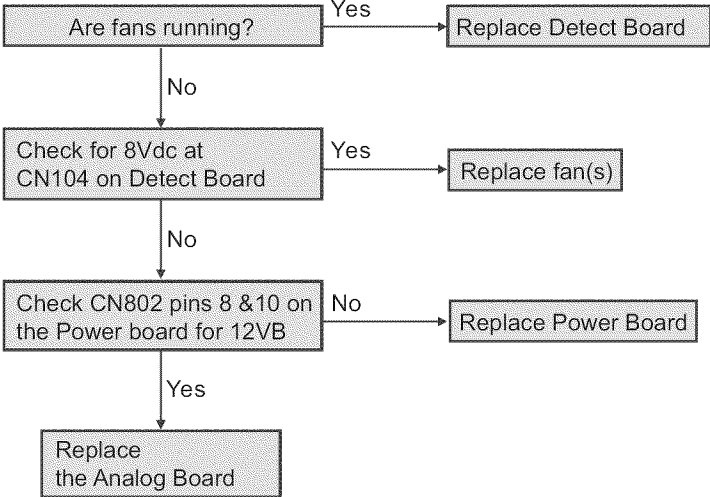 Are fans running?
Yes
Replace Detect Board
No
Check for 8Vdc at
CN104 on Detect Board
Yes
Replace fan(s)
No
Check CN802 pins 8 &10 on
the Power board for 12VB
No
Replace Power Board
Yes
Replace
the Analog Board